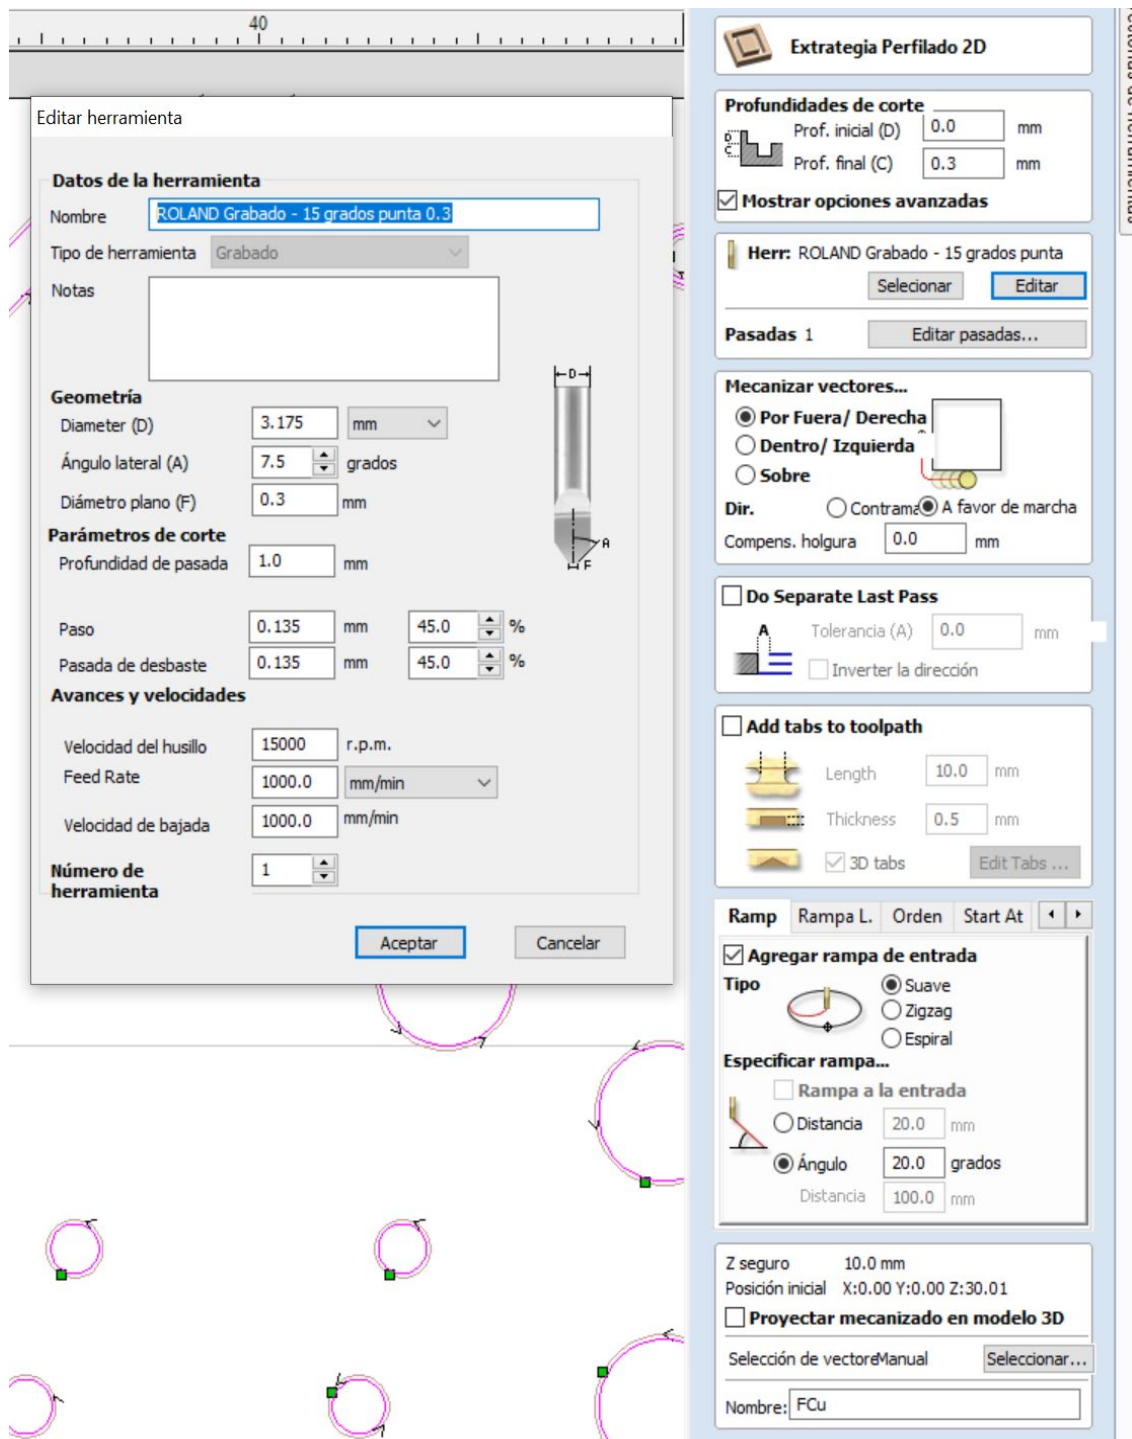 40
Editar herramienta
Datos de la herramienta
Nombre ROLAND Grabado - 15 grados punta 0.3
Tipo de herramienta Grabado
Notas
D
Geometría
Diameter (D) 3.175 mm
Ángulo lateral (A) 7.5 grados
Diámetro plano (F) 0.3 mm
A
F
Parámetros de corte
Profundidad de pasada 1.0 mm
Paso 0.135 mm 45.0 %
Pasada de desbaste 0.135 mm 45.0 %
Avances y velocidades
Velocidad del husillo 15000 r.p.m.
Feed Rate 1000.0 mm/min
Velocidad de bajada 1000.0 mm/min
Número de 1
herramienta
Aceptar Cancelar
Extrategia Perfilado 2D
Profundidades de corte
D
C
Prof. inicial (D) 0.0 mm
Prof. final (C) 0.3 mm
Mostrar opciones avanzadas
Herr: ROLAND Grabado - 15 grados punta
Selecionar Editar
Pasadas 1 Editar pasadas...
Mecanizar vectores...
Por Fuera/ Derecha
Dentro/ Izquierda
Sobre
Dir. Contrama A favor de marcha
Compens. holgura 0.0 mm
Do Separate Last Pass
A
Tolerancia (A) 0.0 mm
Inverter la dirección
Add tabs to toolpath
Length 10.0 mm
Thickness 0.5 mm
3D tabs Edit Tabs ...
Ramp Rampa L. Orden Start At
Agregar rampa de entrada
Tipo Suave
Zigzag
Espiral
Especificar rampa...
Rampa a la entrada
Distancia 20.0 mm
Ángulo 20.0 grados
Distancia 100.0 mm
Z seguro 10.0 mm
Posición inicial X:0.00 Y:0.00 Z:30.01
Proyectar mecanizado en modelo 3D
Selección de vectore Manual Seleccionar...
Nombre: FCu